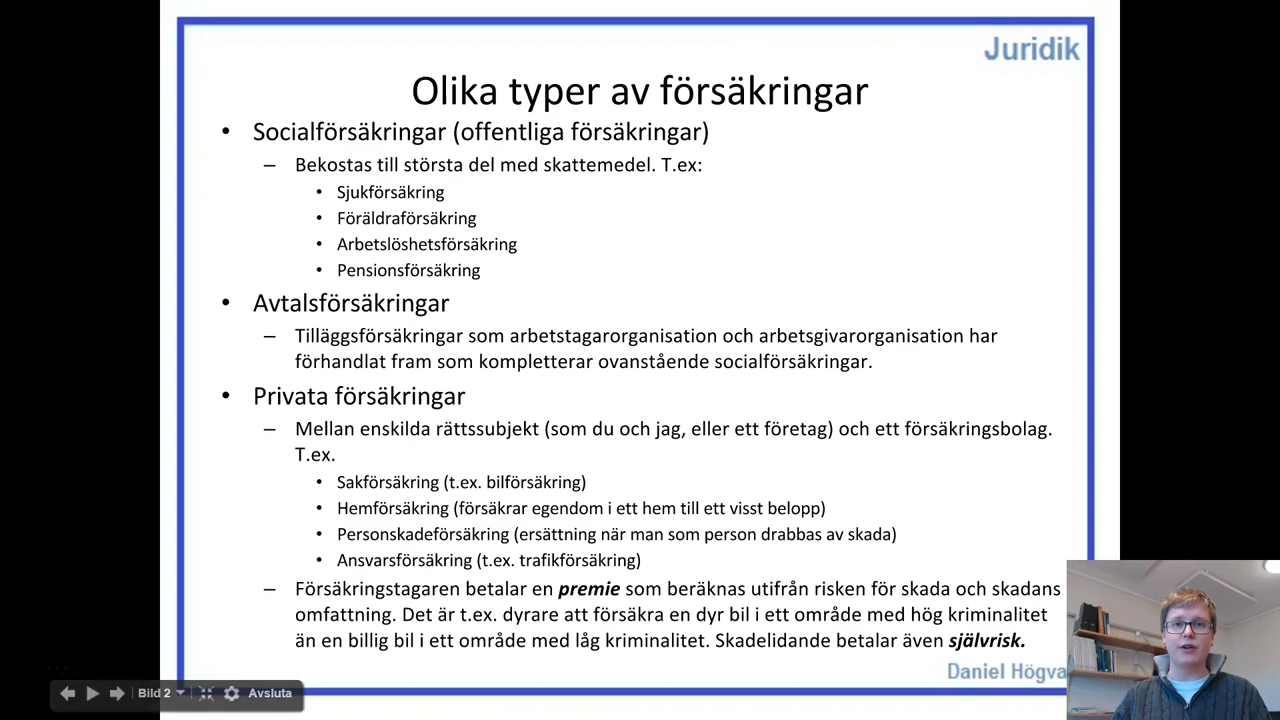 Juridik
Olika typer av försäkringar
• Socialförsäkringar (offentliga försäkringar)
– Bekostas till största del med skattemedel. T.ex:
• Sjukförsäkring
• Föräldraförsäkring
• Arbetslöshetsförsäkring
• Pensionsförsäkring
• Avtalsförsäkringar
– Tilläggsförsäkringar som arbetstagarorganisation och arbetsgivarorganisation har
förhandlat fram som kompletterar ovanstående socialförsäkringar.
• Privata försäkringar
– Mellan enskilda rättssubjekt (som du och jag, eller ett företag) och ett försäkringsbolag.
T.ex.
• Sakförsäkring (t.ex. bilförsäkring)
• Hemförsäkring (försäkrar egendom i ett hem till ett visst belopp)
• Personskadeförsäkring (ersättning när man som person drabbas av skada)
• Ansvarsförsäkring (t.ex. trafikförsäkring)
– Försäkringstagaren betalar en premie som beräknas utifrån risken för skada och skadans
omfattning. Det är t.ex. dyrare att försäkra en dyr bil i ett område med hög kriminalitet
än en billig bil i ett område med låg kriminalitet. Skadelidande betalar även självrisk.
Daniel Högva
Bild 2 Avsluta